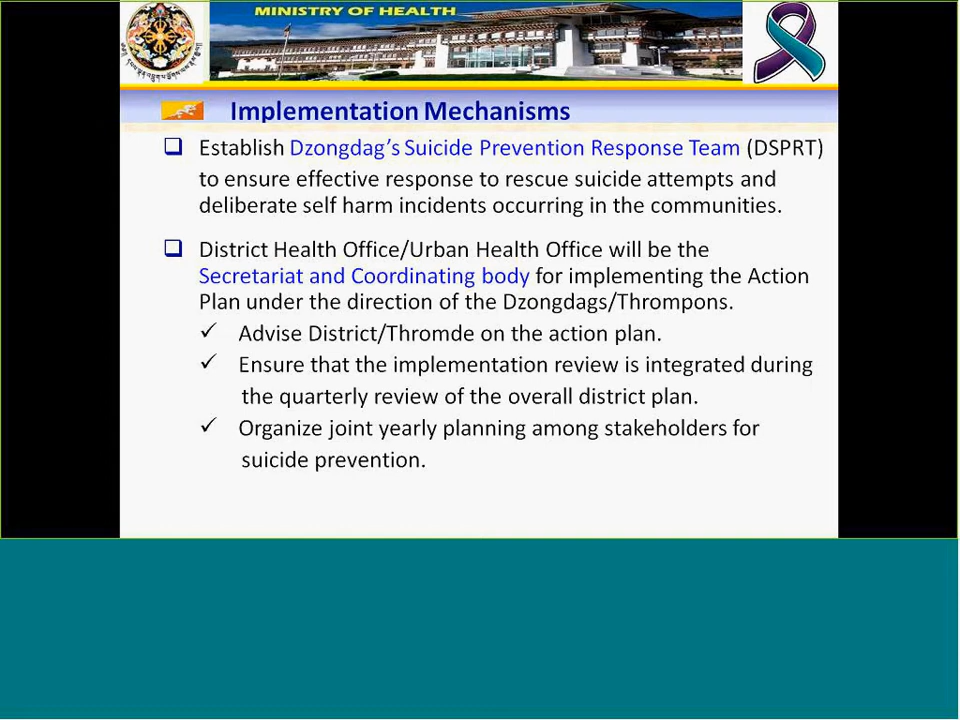 MINISTRY OF HEALTH
Implementation Mechanisms
Establish Dzongdag's Suicide Prevention Response Team (DSPRT)
to ensure effective response to rescue suicide attempts and
deliberate self harm incidents occurring in the communities.
District Health Office/Urban Health Office will be the
Secretariat and Coordinating body for implementing the Action
Plan under the direction of the Dzongdags/Thrompons.
Advise District/Thromde on the action plan.
Ensure that the implementation review is integrated during
the quarterly review of the overall district plan.
Organize joint yearly planning among stakeholders for
suicide prevention.